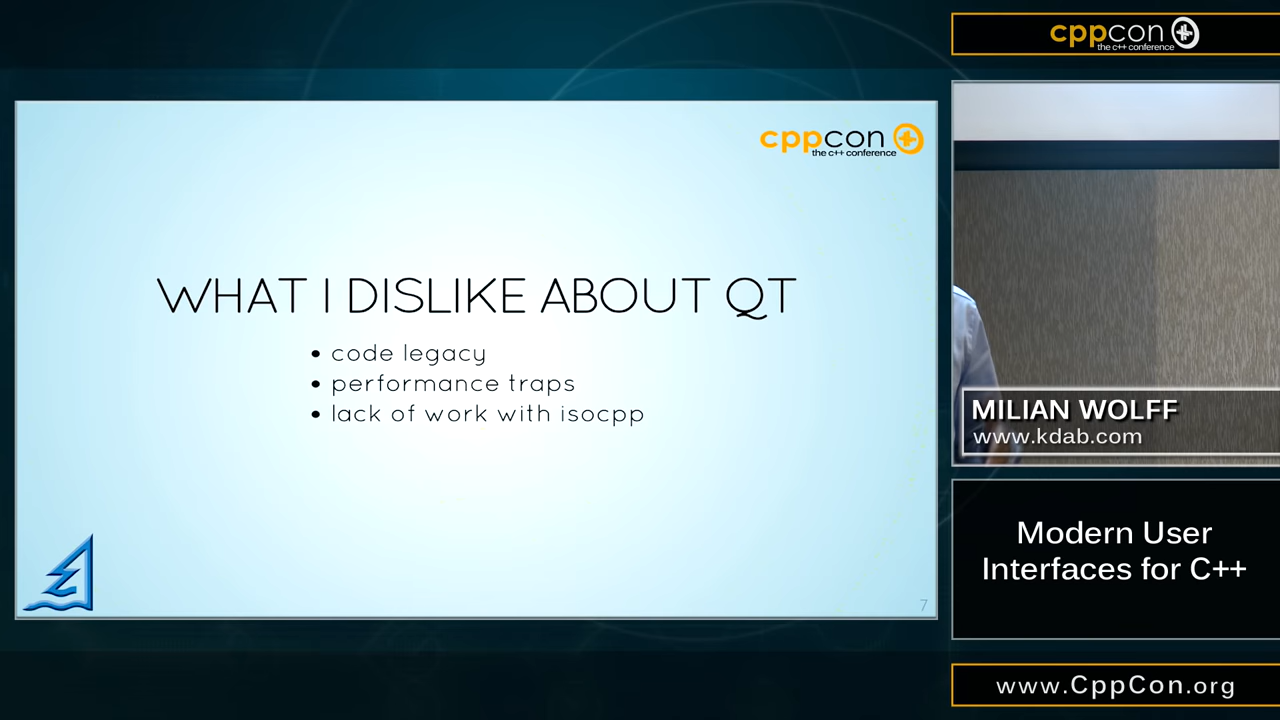 cppcon
the c++ conference
WHAT I DISLIKE ABOUT QT
• code legacy
• performance traps
• lack of work with isocpp
7
cppcon
the c++ conference
MILIAN WOLFF
www.kdab.com
Modern User
Interfaces for C++
www.CppCon.org